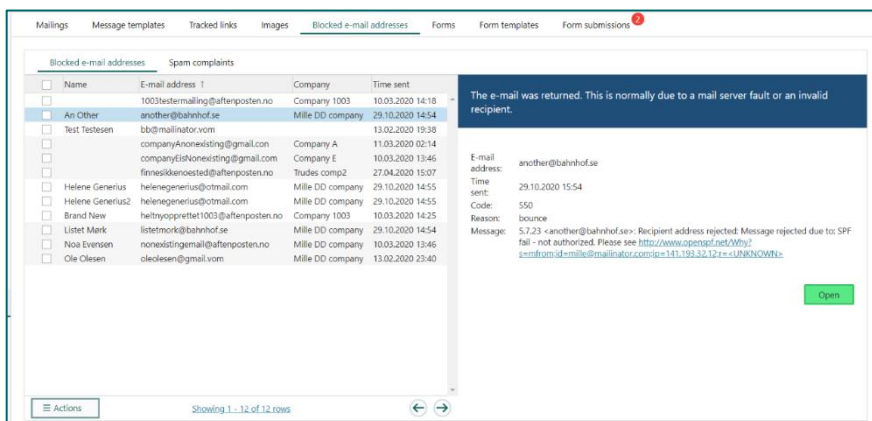 Mailings Message templates Tracked links Images Blocked e-mail addresses Forms Form templates Form submissions 2
Blocked e-mail addresses Spam complaints
Name E-mail address ↑ Company Time sent
1003testermailing@aftenposten.no Company 1003 10.03.2020 14:18
An Other another@bahnhof.se Mille DD company 29.10.2020 14:54
Test Testesen bb@mailinator.vom 13.02.2020 19:38
companyAnonexisting@gmail.con Company A 11.03.2020 02:14
companyEisNonexisting@gmail.com Company E 10.03.2020 13:46
finnesikkenoested@aftenposten.no Trudes comp2 27.04.2020 15:07
Helene Generius helenegenerius@otmail.com Mille DD company 29.10.2020 14:55
Helene Generius2 helenegenerius@otmail.com Mille DD company 29.10.2020 14:55
Brand New heltnyopprettet1003@aftenposten.no Company 1003 10.03.2020 14:25
Listet Mørk listetmork@bahnhof.se Mille DD company 29.10.2020 14:54
Noa Evensen nonexistingemail@aftenposten.no Mille DD company 10.03.2020 13:46
Ole Olesen oleolesen@gmail.vom Mille DD company 13.02.2020 23:40
Actions Showing 1 - 12 of 12 rows
The e-mail was returned. This is normally due to a mail server fault or an invalid
recipient.
E-mail
address: another@bahnhof.se
Time
sent: 29.10.2020 15:54
Code: 550
Reason: bounce
Message: 5.7.23 <another@bahnhof.se>: Recipient address rejected: Message rejected due to: SPF
fail - not authorized. Please see http://www.openspf.net/Why?
s=mfrom;id=mille@mailinator.com;ip=141.193.32.12;r=<UNKNOWN>
Open